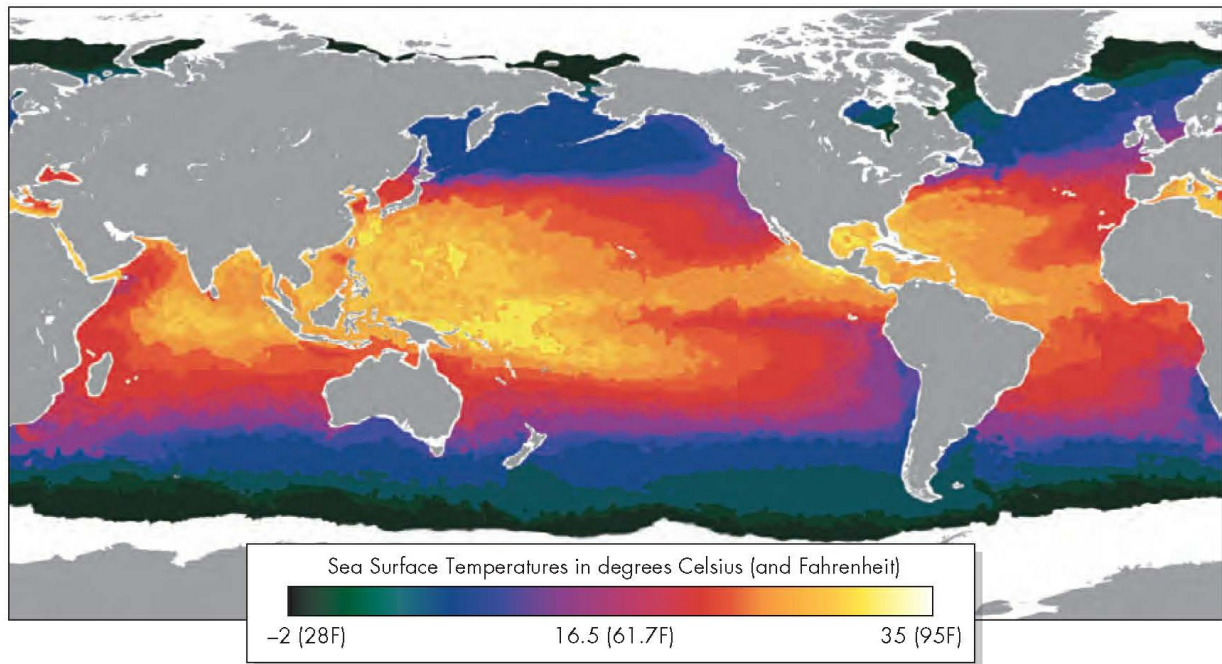 Sea Surface Temperatures in degrees Celsius (and Fahrenheit)
–2 (28F) 16.5 (61.7F) 35 (95F)